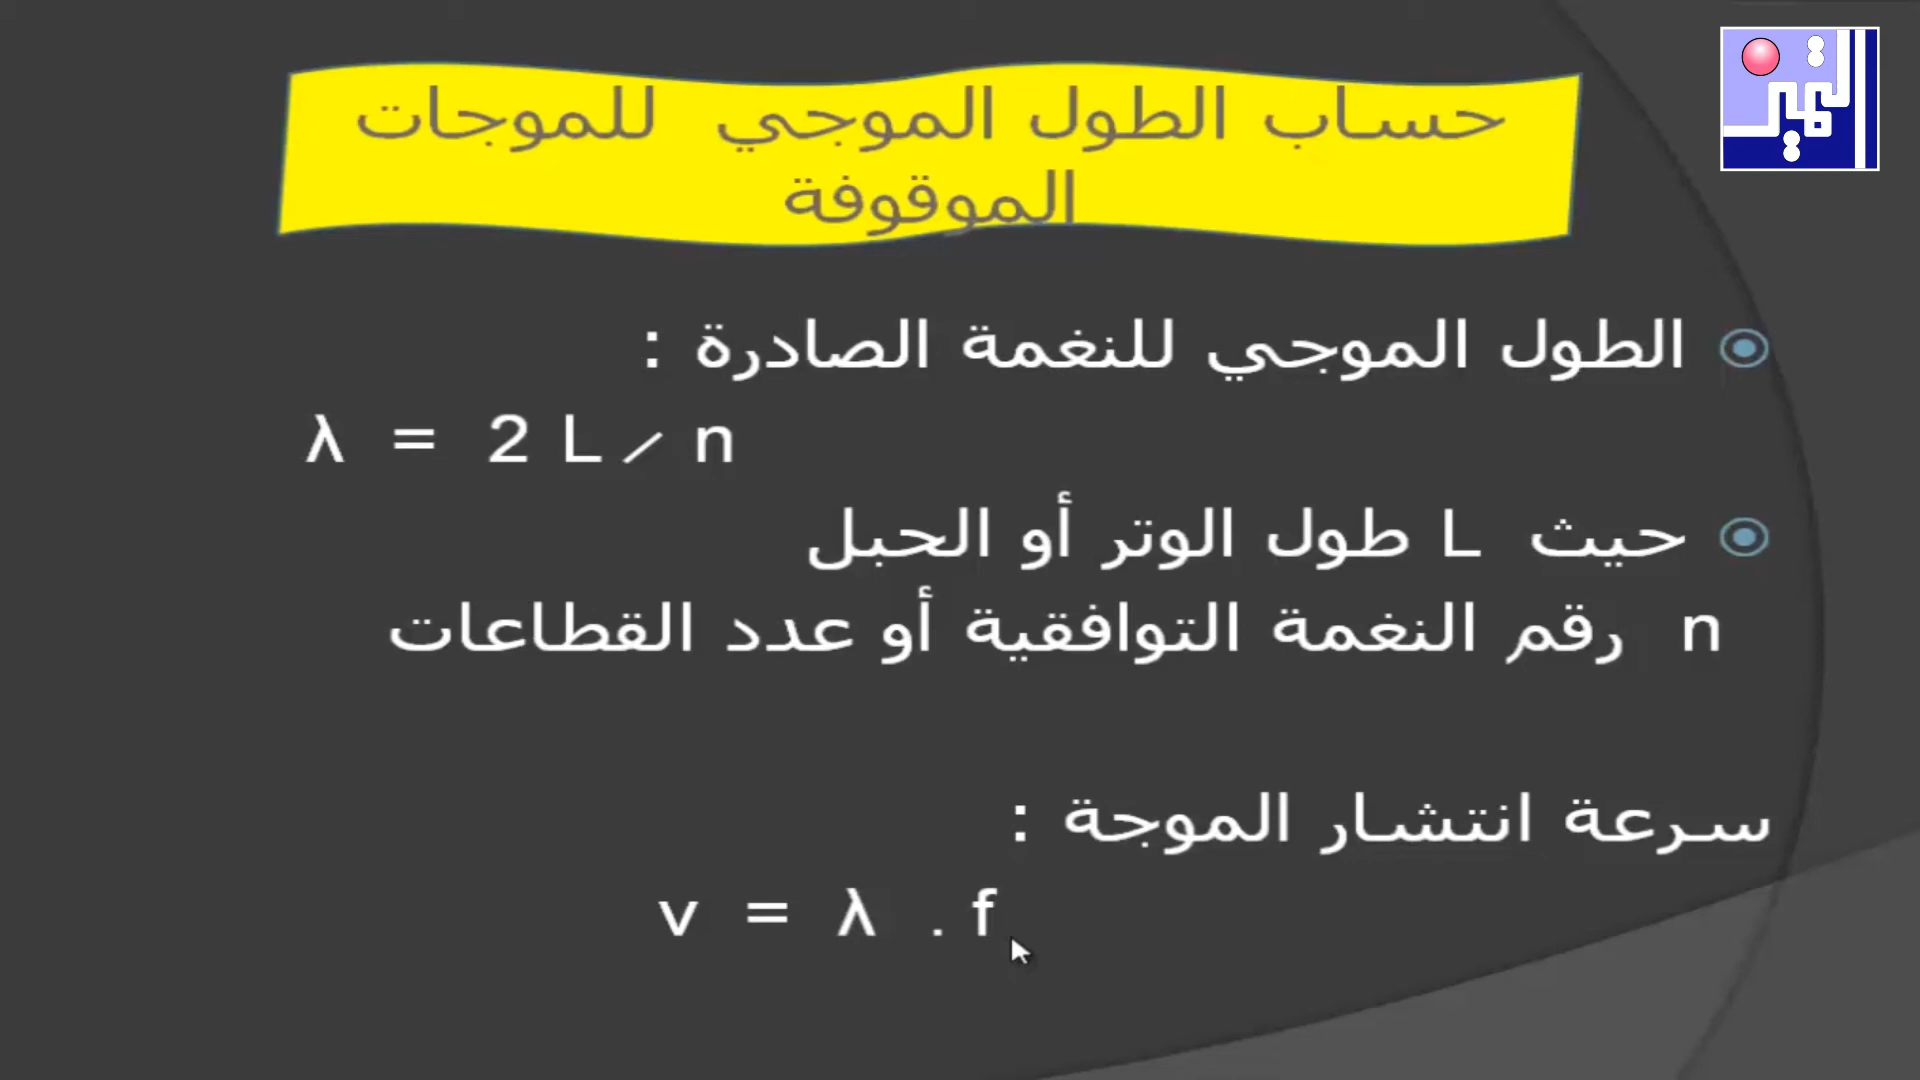 حساب الطول الموجي للموجات
الموقوفة
الطول الموجي للنغمة الصادرة :
λ = 2 L ∕ n
حيث L طول الوتر أو الحبل
n رقم النغمة التوافقية أو عدد القطاعات
سرعة انتشار الموجة :
v = λ . f